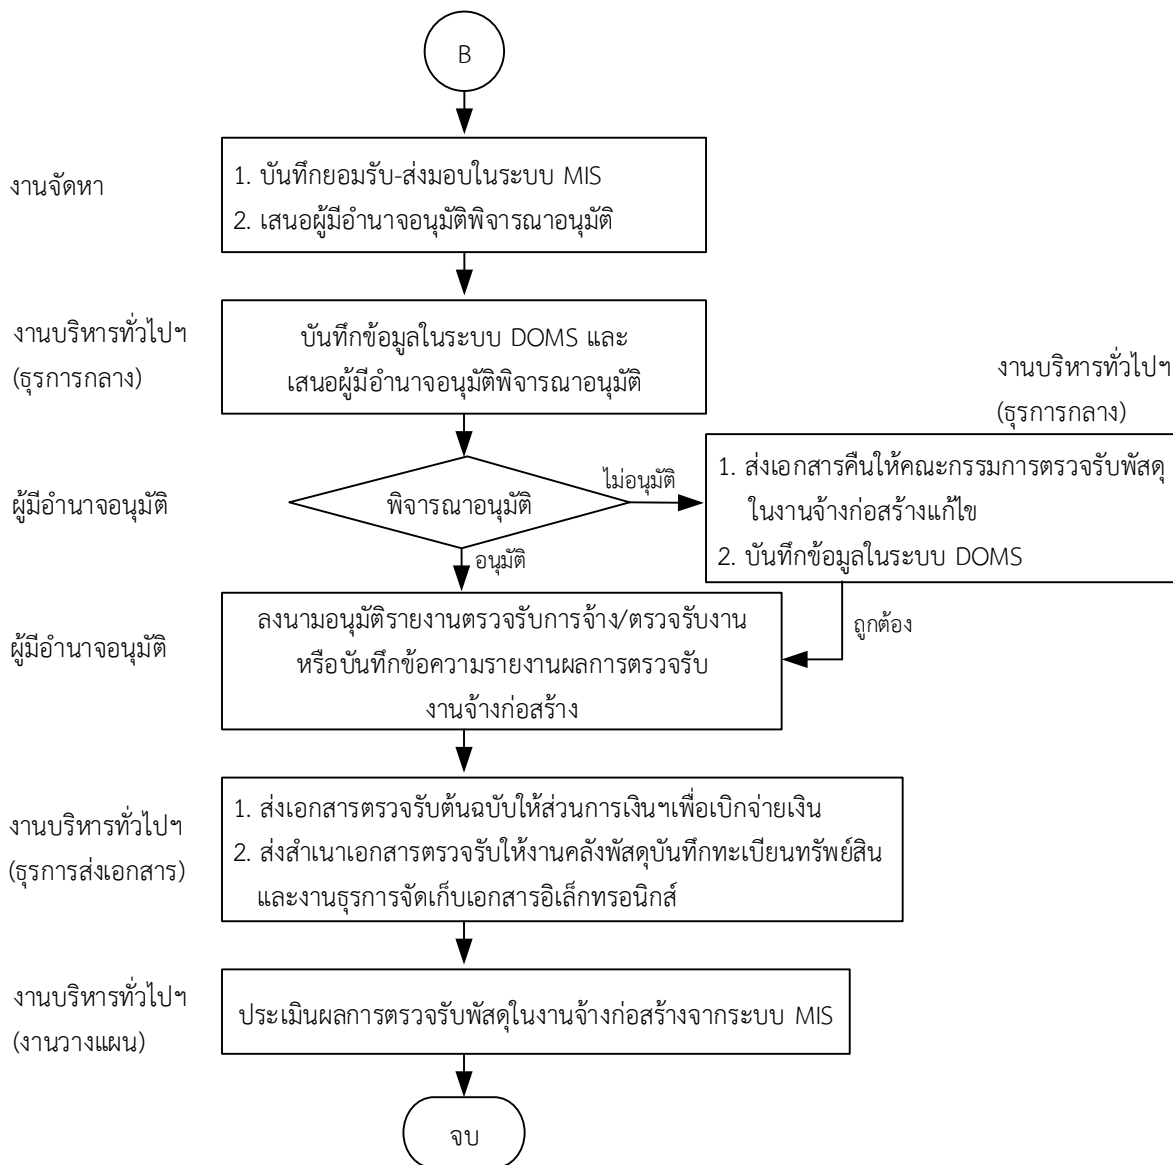 B
งานจัดหา
1. บันทึกยอมรับ-ส่งมอบในระบบ MIS
2. เสนอผู้มีอำนาจอนุมัติพิจารณาอนุมัติ
งานบริหารทั่วไปฯ
(ธุรการกลาง)
บันทึกข้อมูลในระบบ DOMS และ
เสนอผู้มีอำนาจอนุมัติพิจารณาอนุมัติ
งานบริหารทั่วไปฯ
(ธุรการกลาง)
ผู้มีอำนาจอนุมัติ
พิจารณาอนุมัติ
ไม่อนุมัติ
1. ส่งเอกสารคืนให้คณะกรรมการตรวจรับพัสดุ
ในงานจ้างก่อสร้างแก้ไข
2. บันทึกข้อมูลในระบบ DOMS
อนุมัติ
ถูกต้อง
ผู้มีอำนาจอนุมัติ
ลงนามอนุมัติรายงานตรวจรับการจ้าง/ตรวจรับงาน
หรือบันทึกข้อความรายงานผลการตรวจรับ
งานจ้างก่อสร้าง
งานบริหารทั่วไปฯ
(ธุรการส่งเอกสาร)
1. ส่งเอกสารตรวจรับต้นฉบับให้ส่วนการเงินฯเพื่อเบิกจ่ายเงิน
2. ส่งสำเนาเอกสารตรวจรับให้งานคลังพัสดุบันทึกทะเบียนทรัพย์สิน
และงานธุรการจัดเก็บเอกสารอิเล็กทรอนิกส์
งานบริหารทั่วไปฯ
(งานวางแผน)
ประเมินผลการตรวจรับพัสดุในงานจ้างก่อสร้างจากระบบ MIS
จบ